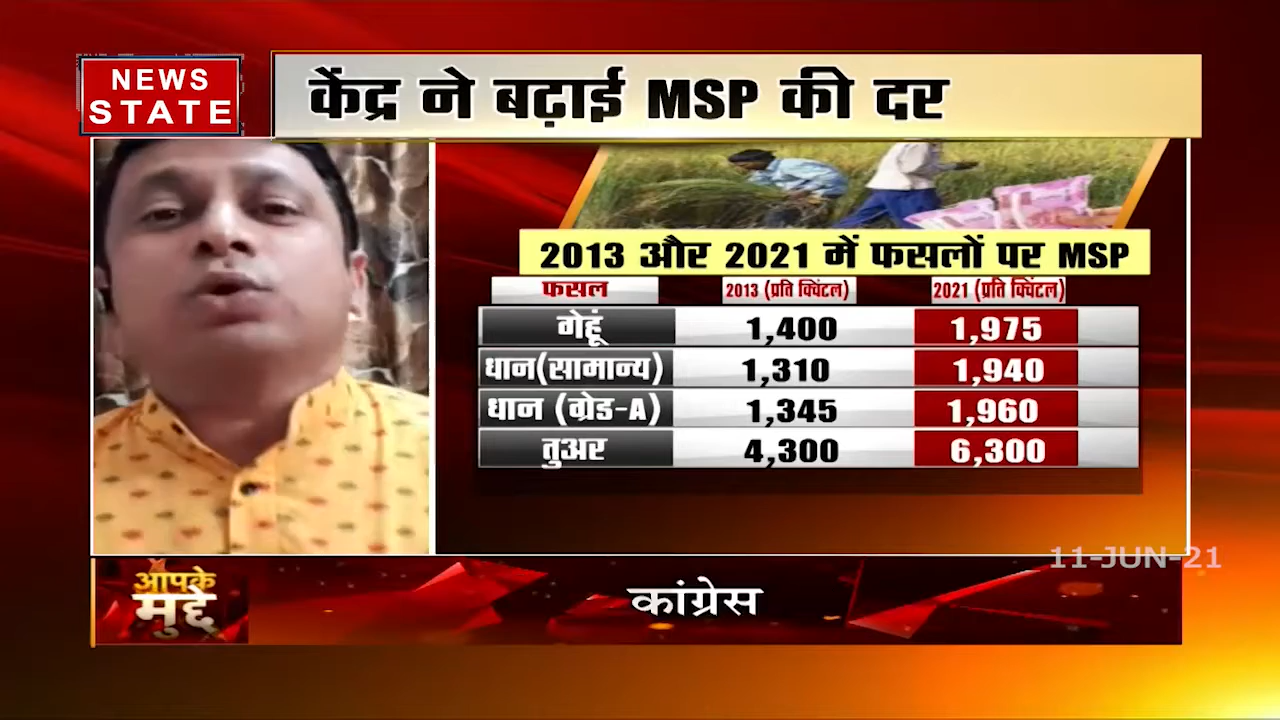 NEWS
STATE
केंद्र ने बढ़ाई MSP की दर
2013 और 2021 में फसलों पर MSP
फसल 2013 (प्रति क्विंटल) 2021 (प्रति क्विंटल)
गेहूं 1,400 1,975
धान(सामान्य) 1,310 1,940
धान (ग्रेड-A) 1,345 1,960
तुअर 4,300 6,300
11-JUN-21
आपके
मुद्दे
कांग्रेस